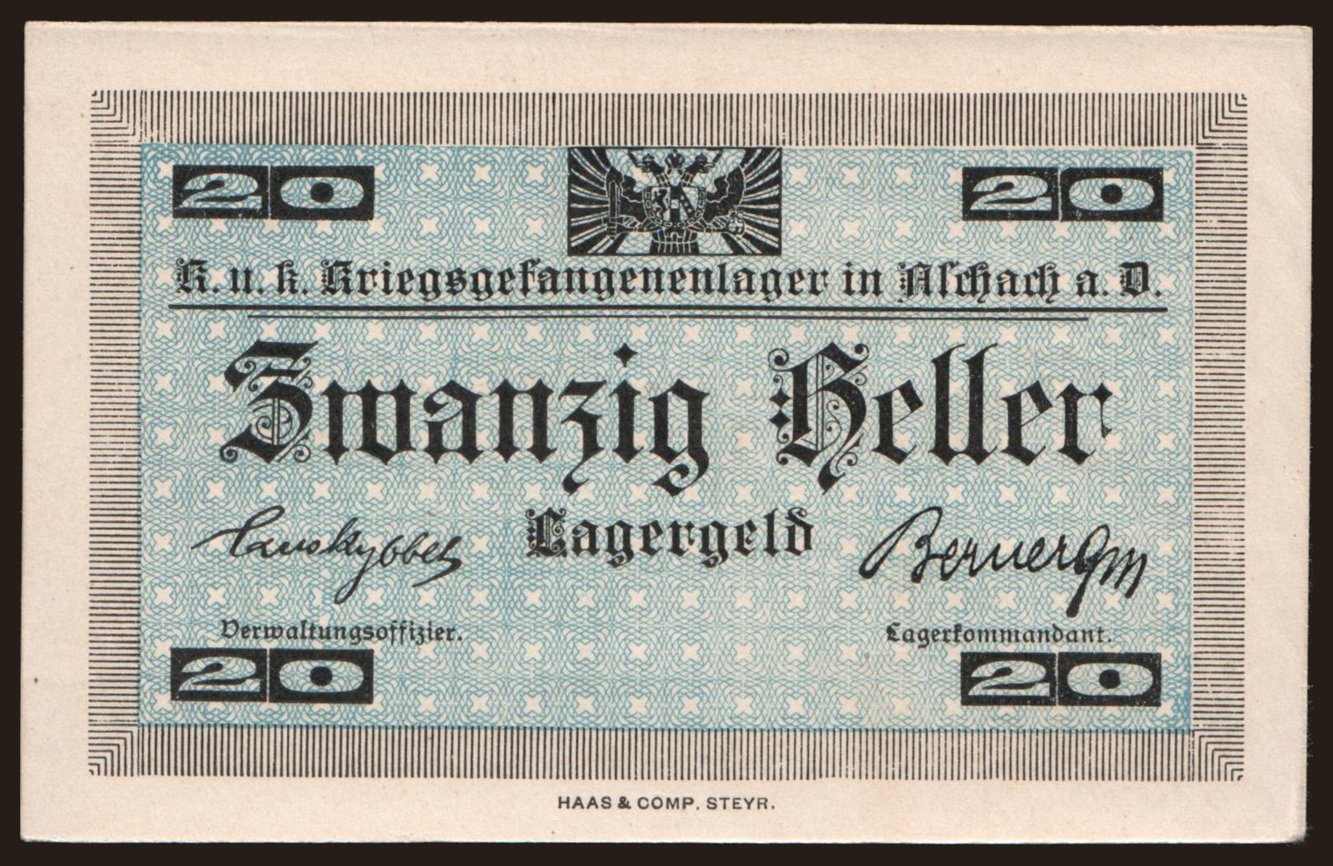 20 20
K. u. k. Kriegsgefangenenlager in Aschach a. D.
Zwanzig Heller
Lagergeld
Verwaltungsoffizier. Lagerkommandant.
20 20
HAAS & COMP. STEYR.